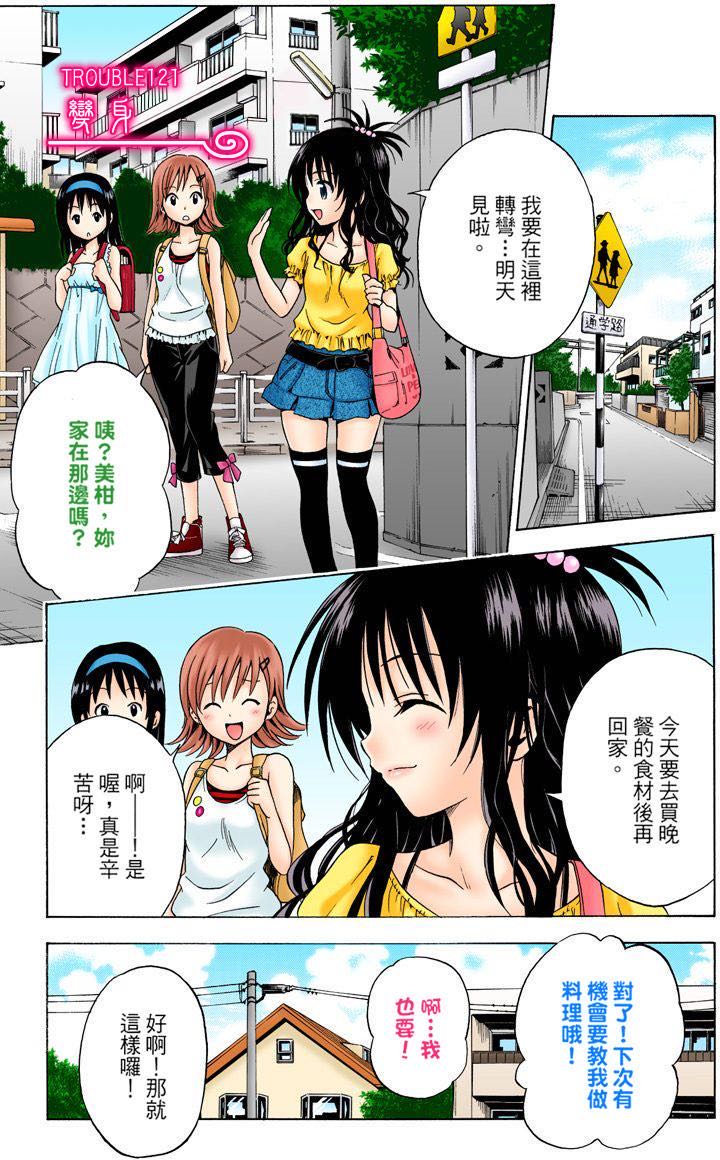 TROUBLE121
變身
通学路
我要在這裡
轉彎…明天
見啦。
咦？美柑，妳
家在那邊嗎？
今天要去買晚
餐的食材後再
回家。
啊——！是
喔，真是辛
苦呀…
對了！下次有
機會要教我做
料理哦！
啊…我
也要！
好啊！那就
這樣囉！